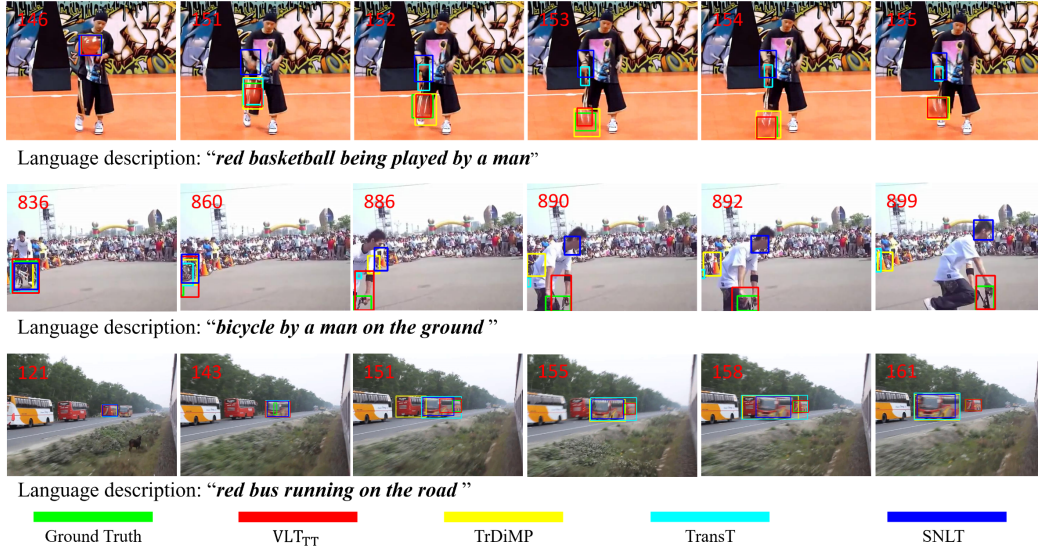 146 151 152 153 154 155
Language description: “red basketball being played by a man”
836 860 886 890 892 899
Language description: “bicycle by a man on the ground ”
121 143 151 155 158 161
Language description: “red bus running on the road ”
Ground Truth VLTTT TrDiMP TransT SNLT